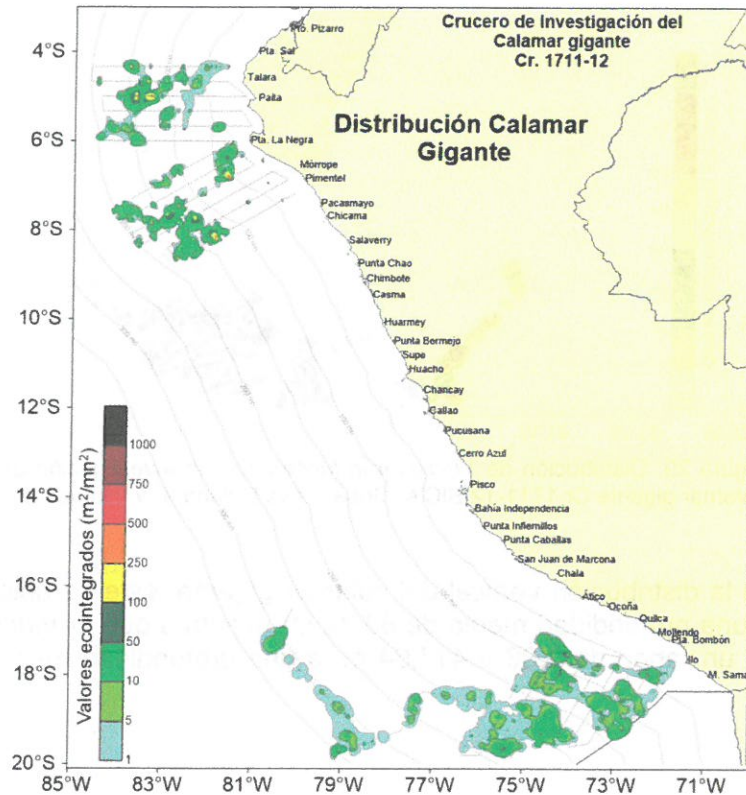 Crucero de Investigación del
Calamar gigante
Cr. 1711-12
Distribución Calamar
Gigante
4°S
6°S
8°S
10°S
12°S
14°S
16°S
18°S
20°S
85°W
83°W
81°W
79°W
77°W
75°W
73°W
71°W
Pto. Pizarro
Pta. Sal
Talara
Paita
Pta. La Negra
Mórrope
Pimentel
Pacasmayo
Chicama
Salaverry
Punta Chao
Chimbote
Casma
Huarmey
Punta Bermejo
Supe
Huacho
Chancay
Callao
Pucusana
Cerro Azul
Pisco
Bahía Independencia
Punta Infiernillos
Punta Caballas
San Juan de Marcona
Chala
Ático
Ocoña
Quilca
Mollendo
Pta. Bombón
Ilo
M. Sama
Valores ecointegrados (m²/mn²)
1000
750
500
250
100
50
10
5
1